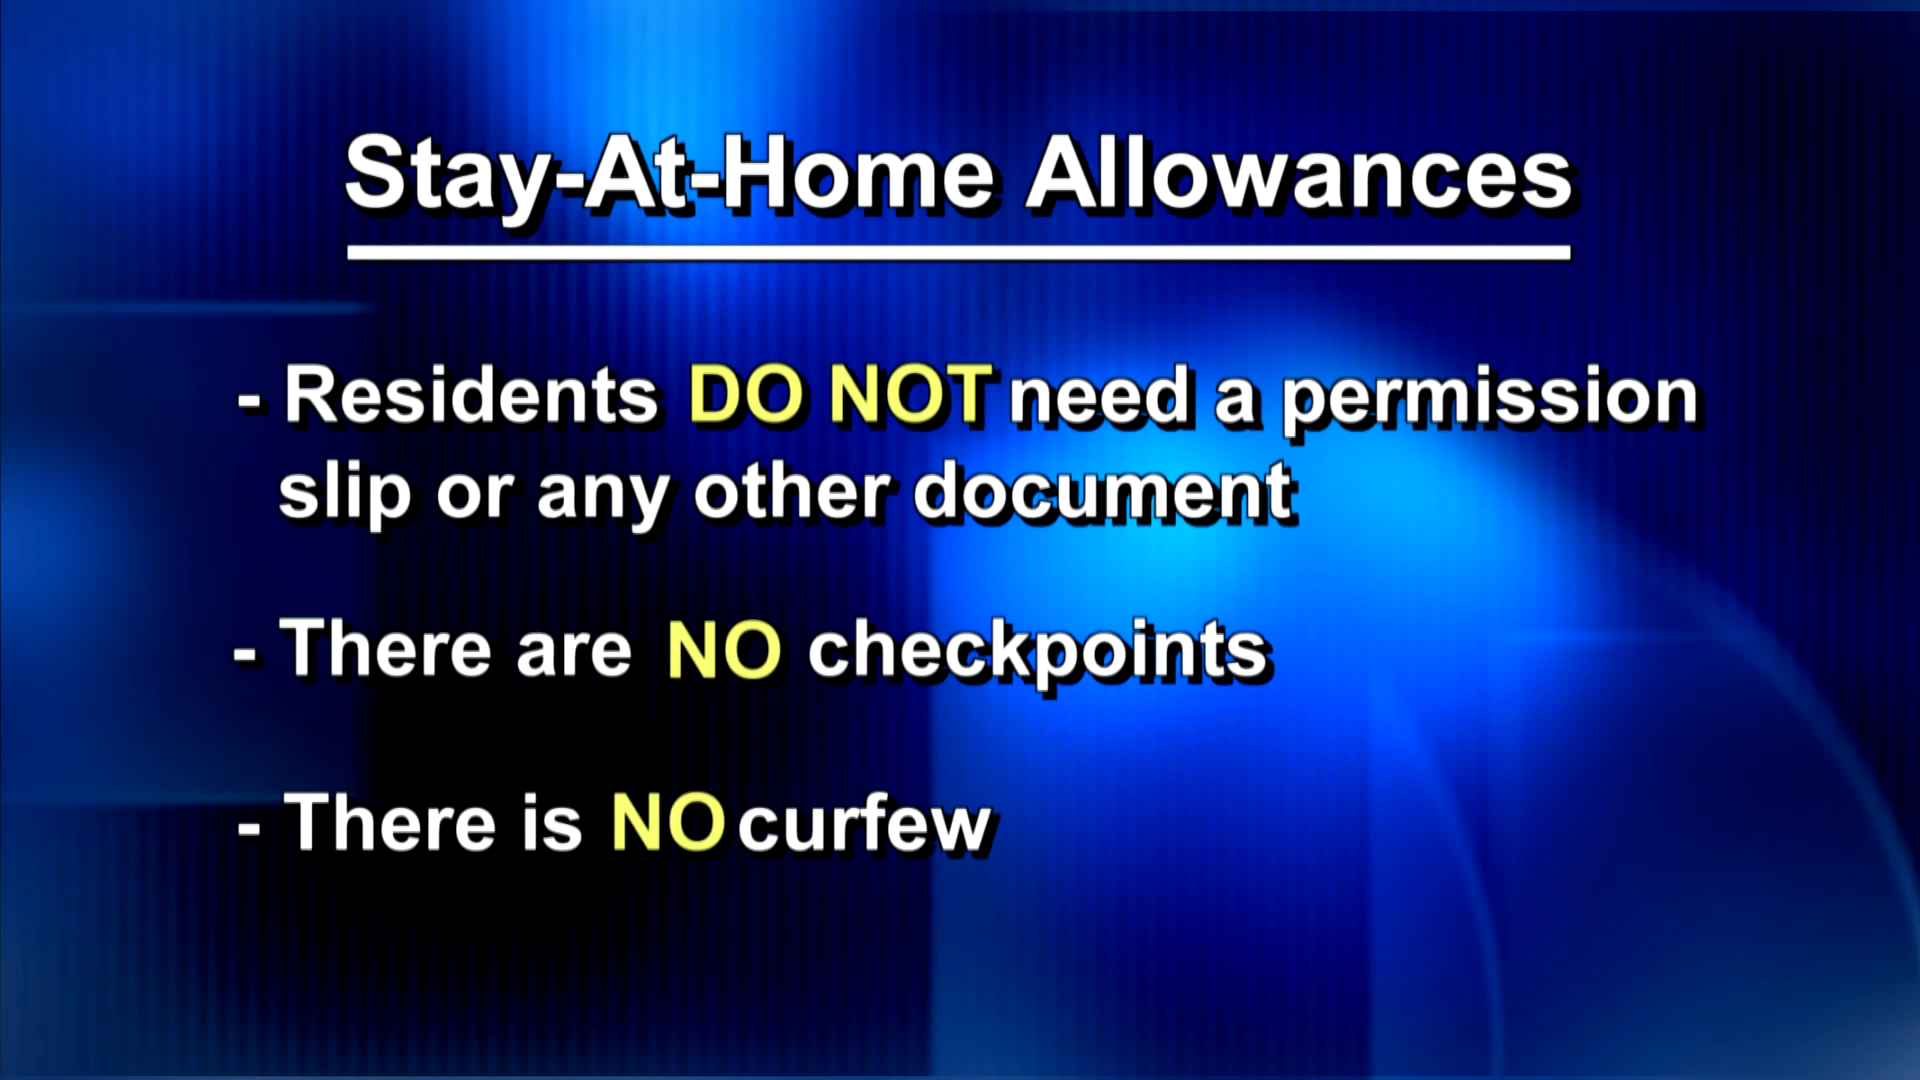 Stay-At-Home Allowances
- Residents DO NOT need a permission
slip or any other document
- There are NO checkpoints
- There is NO curfew